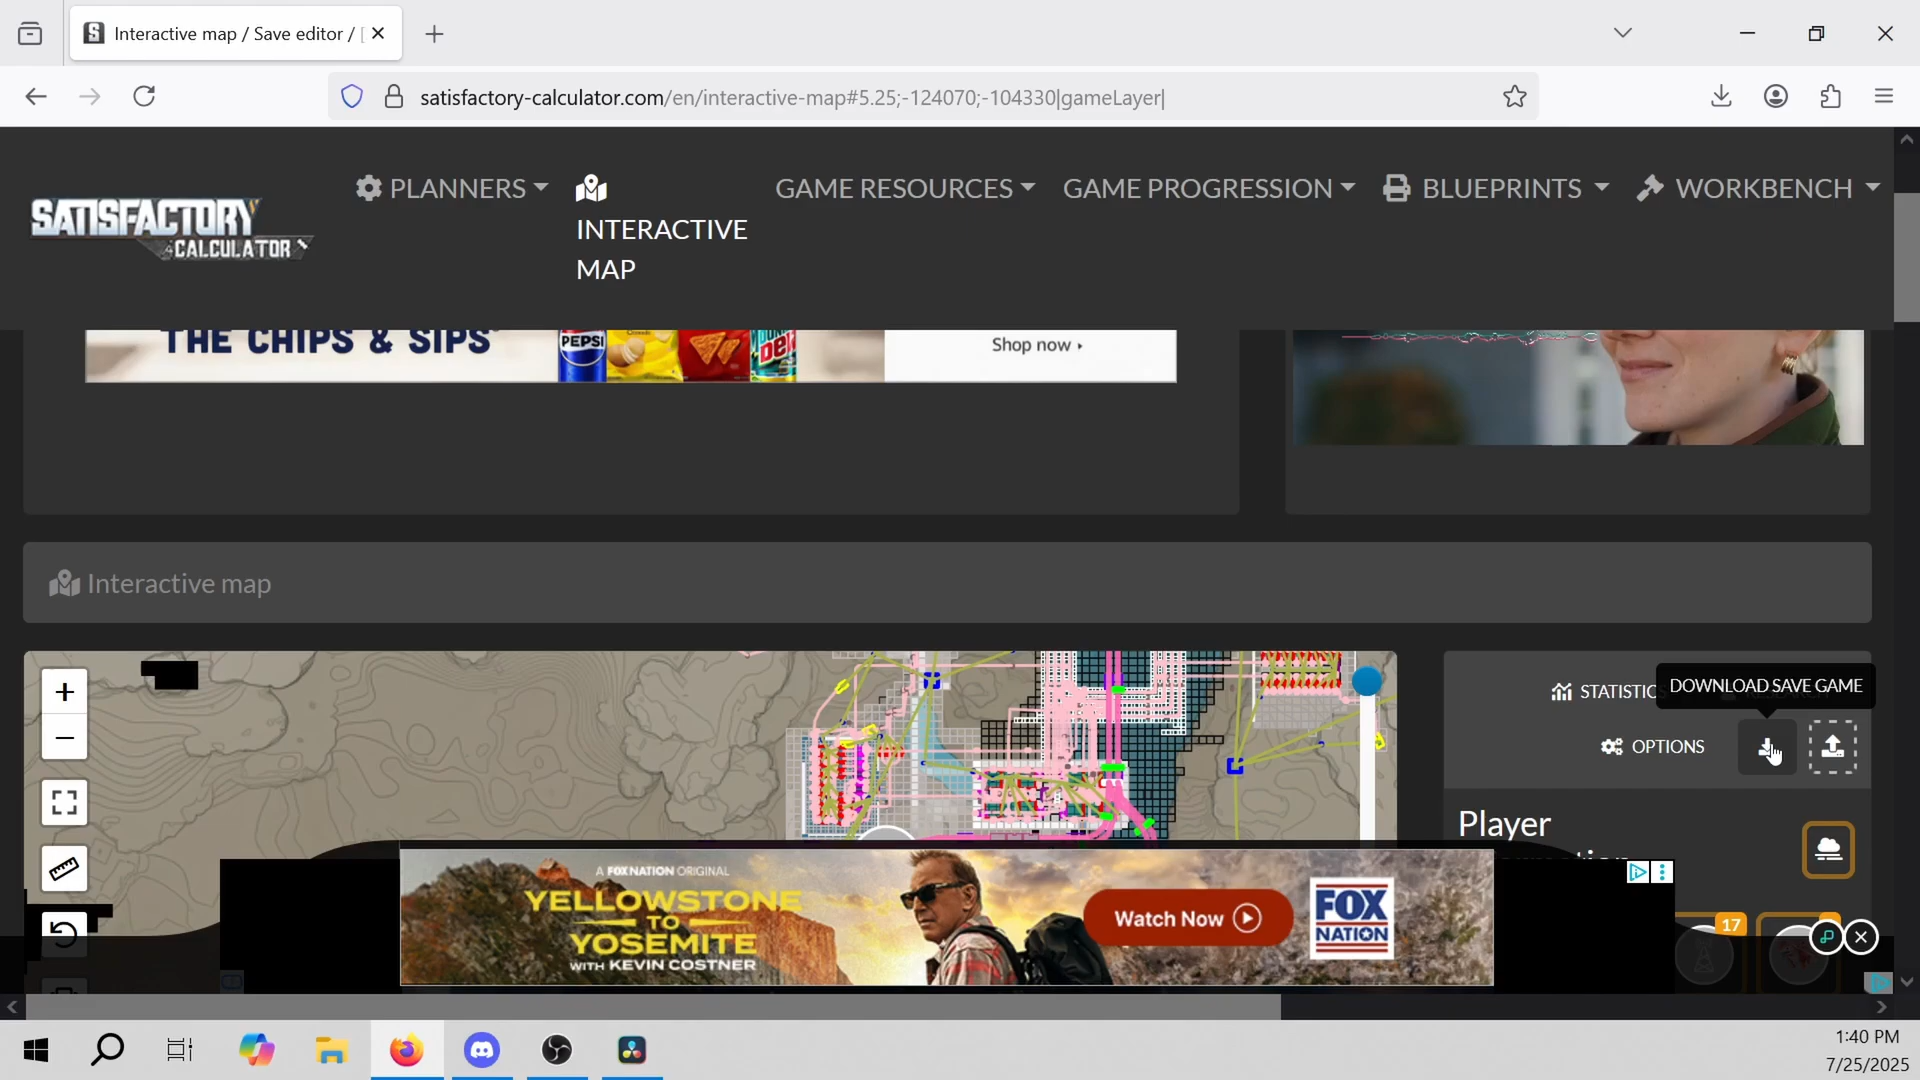 Interactive map / Save editor / [
satisfactory-calculator.com/en/interactive-map#5.25;-124070;-104330|gameLayer|
SATISFACTORY
CALCULATOR
PLANNERS
INTERACTIVE
MAP
GAME RESOURCES
GAME PROGRESSION
BLUEPRINTS
WORKBENCH
THE CHIPS & SIPS
PEPSI
Shop now
Interactive map
+
−
STATISTIC
DOWNLOAD SAVE GAME
OPTIONS
Player
17
A FOX NATION ORIGINAL
YELLOWSTONE
TO
YOSEMITE
WITH KEVIN COSTNER
Watch Now
FOX
NATION
1:40 PM
7/25/2025